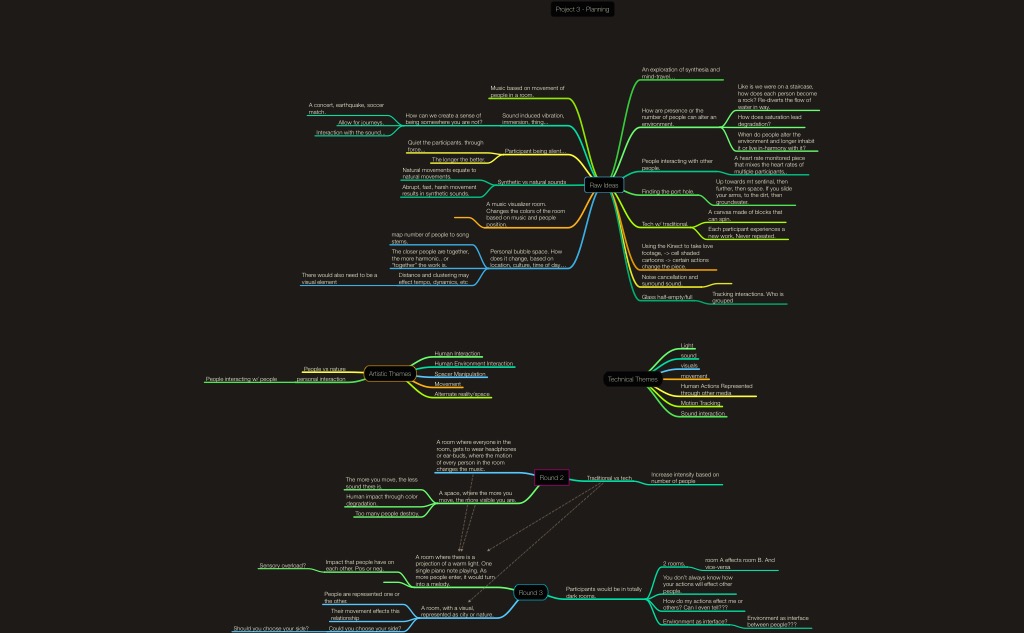 Project 3 - Planning
Music based on movement of
people in a room.
A concert, earthquake, soccer
match.
Allow for journeys.
Interaction with the sound.
How can we create a sense of
being somewhere you are not?
Sound induced vibration,
immersion, thing...
Quiet the participants, through
force...
The longer the better.
Participant being silent...
Natural movements equate to
natural movements.
Abrupt, fast, harsh movement
results in synthetic sounds.
Synthetic vs natural sounds
A music visualizer room.
Changes the colors of the room
based on music and people
position.
map number of people to song
stems.
The closer people are together,
the more harmonic.. or
"together" the work is.
There would also need to be a
visual element
Distance and clustering may
effect tempo, dynamics, etc
Personal bubble space. How
does it change, based on
location, culture, time of day...
Raw Ideas
An exploration of synthesia and
mind-travel...
How are presence or the
number of people can alter an
environment.
Like is we were on a staircase,
how does each person become
a rock? Re-diverts the flow of
water in way.
How does saturation lead
degradation?
When do people alter the
environment and longer inhabit
it or live-in-harmony with it?
People interacting with other
people.
A heart rate monitored piece
that mixes the heart rates of
multiple participants.
Finding the port hole.
Up towards mt sentinal, then
further, then space. If you slide
your arms, to the dirt, then
groundwater.
Tech w/ traditional
A canvas made of blocks that
can spin.
Each participant experiences a
new work. Never repeated.
Using the Kinect to take love
footage, -> cell shaded
cartoons -> certain actions
change the piece.
Noise cancellation and
surround sound.
Glass half-empty/full
Tracking interactions. Who is
grouped
Artistic Themes
People vs nature
People interacting w/ people
personal interaction
Human Interaction
Human Environment Interaction
Spacer Manipulation
Movement
Alternate reality/space
Technical Themes
Light
sound
visuals
movement
Human Actions Represented
through other media
Motion Tracking
Sound interaction.
Round 2
A room where everyone in the
room, gets to wear headphones
or ear-buds, where the motion
of every person in the room
changes the music.
The more you move, the less
sound there is.
Human impact through color
degradation.
Too many people destroy.
A space, where the more you
move, the more visible you are.
Traditional vs tech
Increase intensity based on
number of people
Round 3
A room where there is a
projection of a warm light. One
single piano note playing. As
more people enter, it would turn
into a melody.
Sensory overload?
Impact that people have on
each other. Pos or neg.
People are represented one or
the other.
Their movement effects the
relationship
Should you choose your side?
Could you choose your side?
A room, with a visual,
represented as city or nature.
Participants would be in totally
dark rooms.
2 rooms.
room A effects room B. And
vice-versa
You don't always know how
your actions will effect other
people.
How do my actions effect me or
others? Can I even tell???
Environment as interface?
Environment as interface
between people???